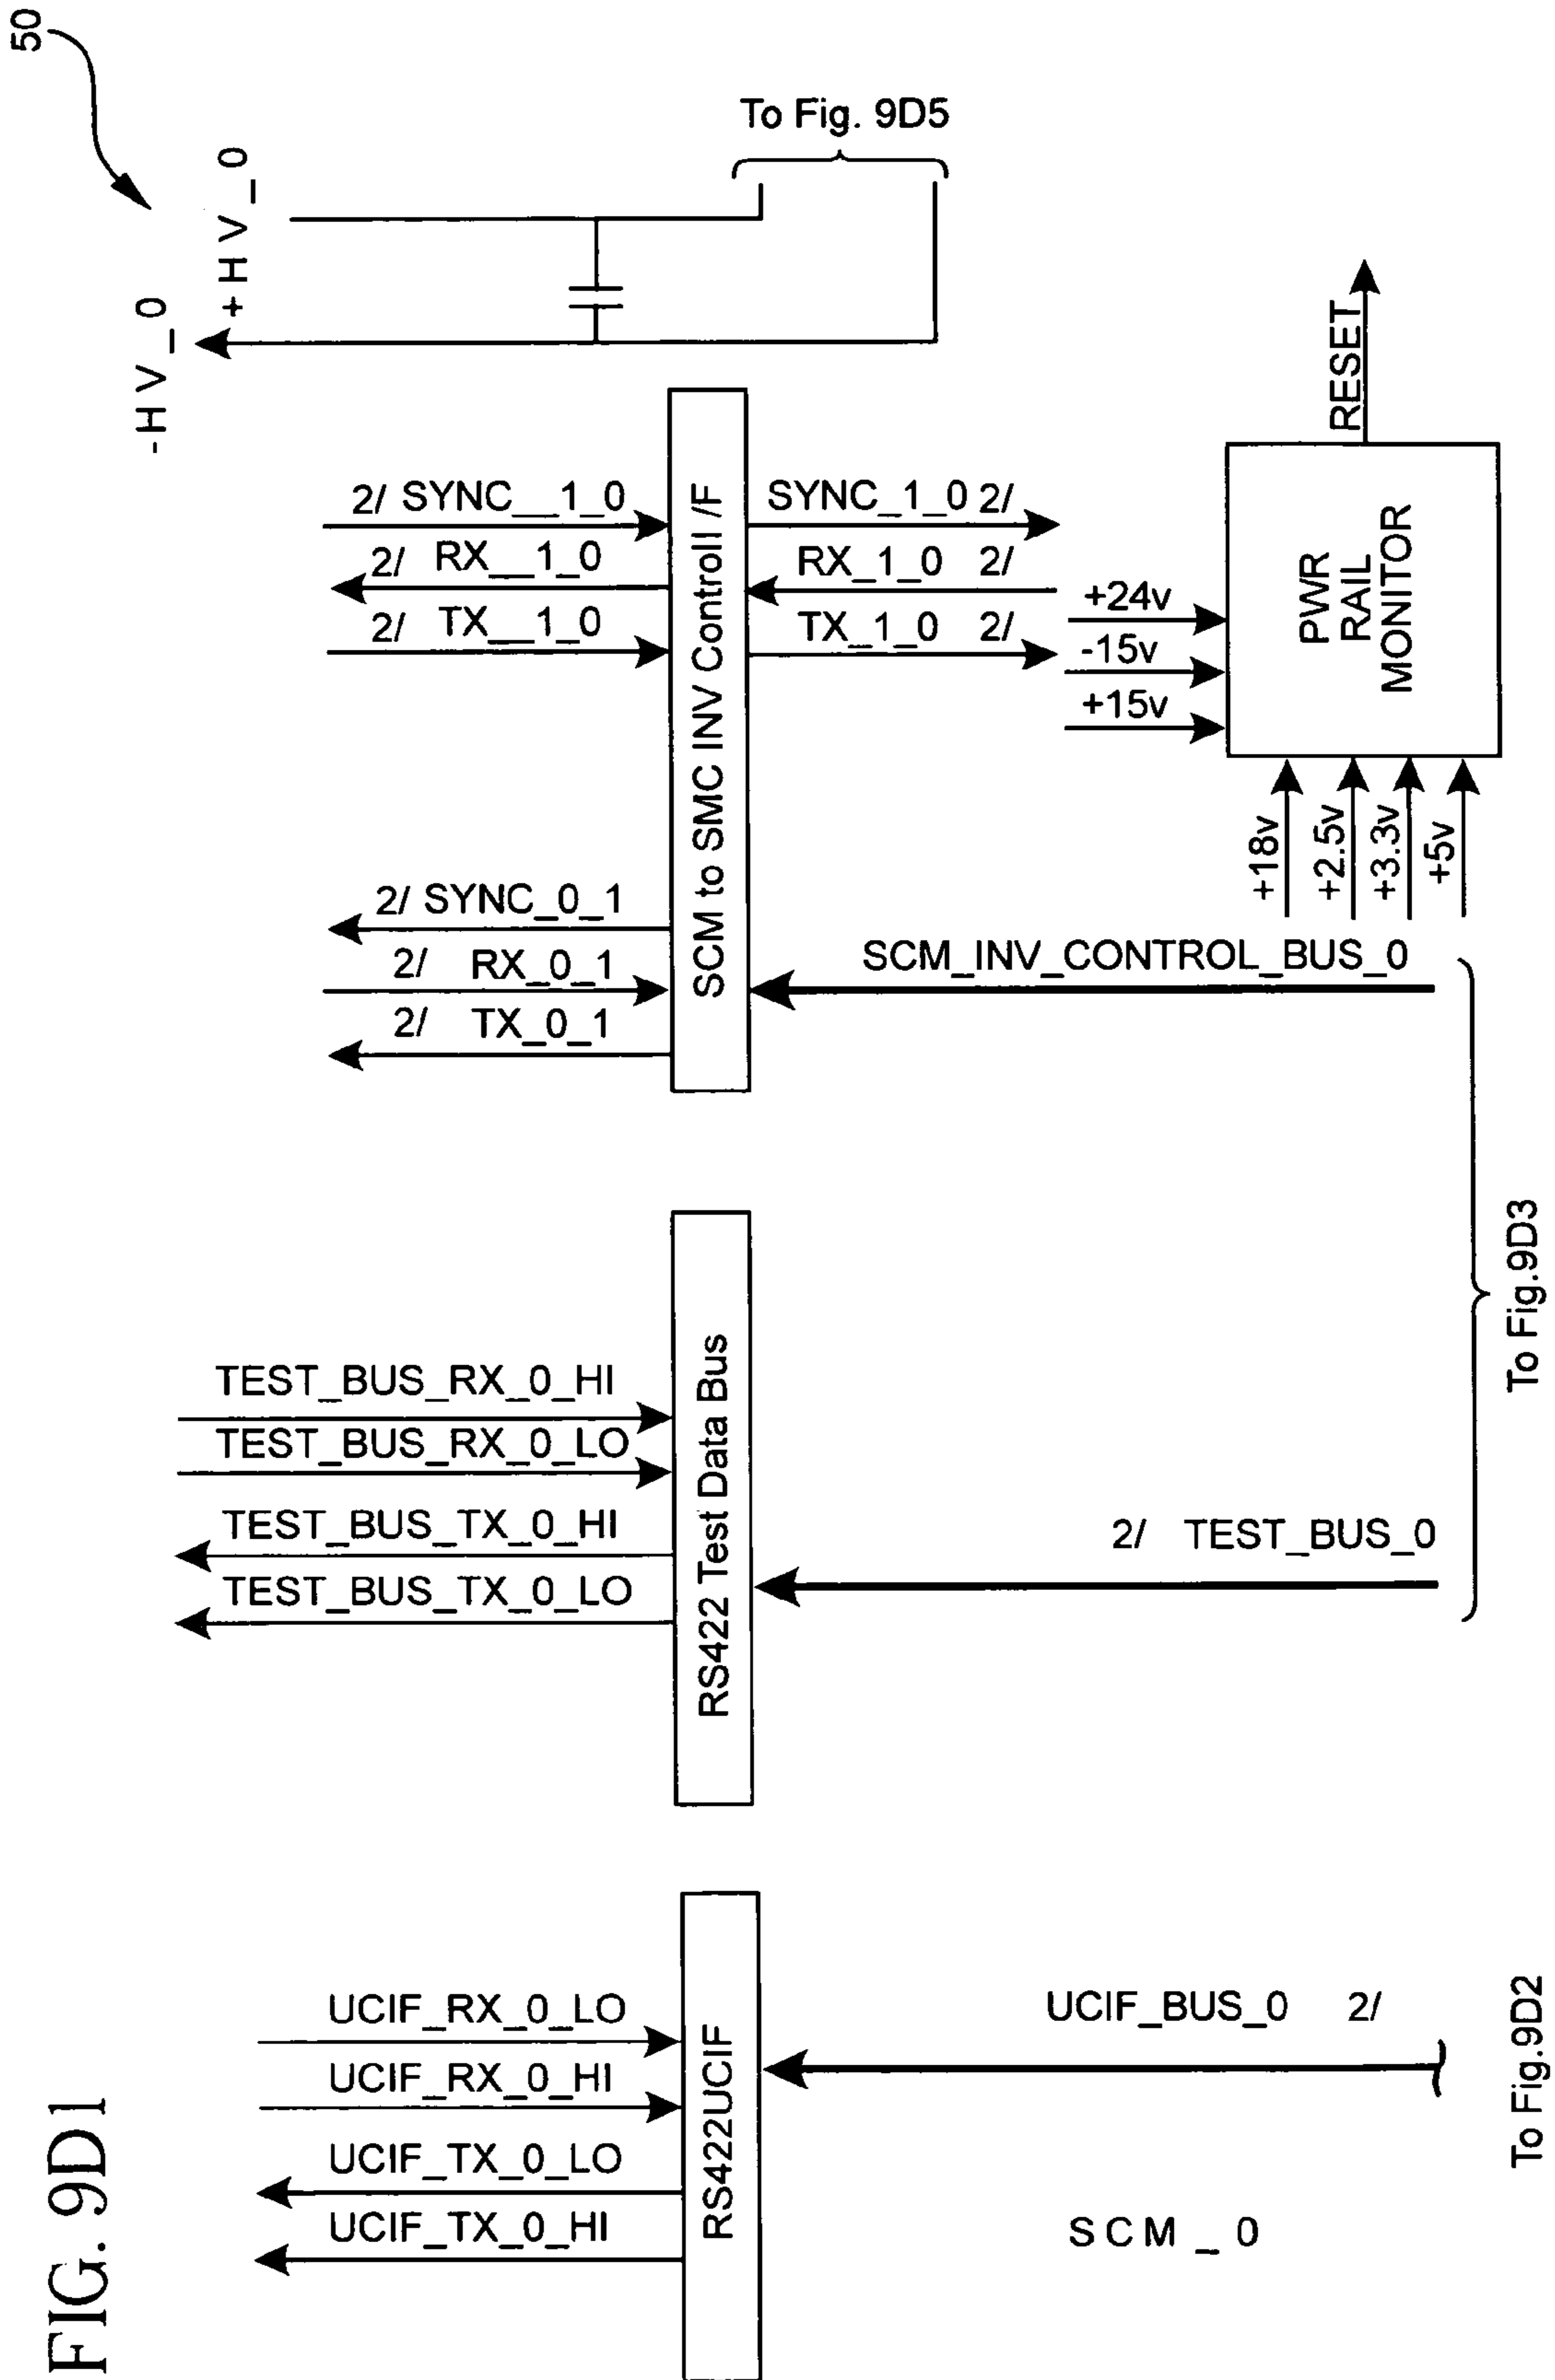 FIG. 9D1
50
-HV_0
+HV_0
To Fig. 9D5
UCIF_TX_0_HI
UCIF_TX_0_LO
UCIF_RX_0_HI
UCIF_RX_0_LO
RS422UCIF
UCIF_BUS_0 2/
SCM_0
To Fig.9D2
TEST_BUS_TX_0_LO
TEST_BUS_TX_0_HI
TEST_BUS_RX_0_LO
TEST_BUS_RX_0_HI
RS422 Test Data Bus
2/ TEST_BUS_0
To Fig.9D3
2/ TX_0_1
2/ RX_0_1
2/ SYNC_0_1
2/ TX__1_0
2/ RX__1_0
2/ SYNC__1_0
SCM to SMC INV Controll /F
SCM_INV_CONTROL_BUS_0
TX_1_0 2/
RX_1_0 2/
SYNC_1_0 2/
+15v
-15v
+24v
+18v
+2.5v
+3.3v
+5v
PWR
RAIL
MONITOR
RESET